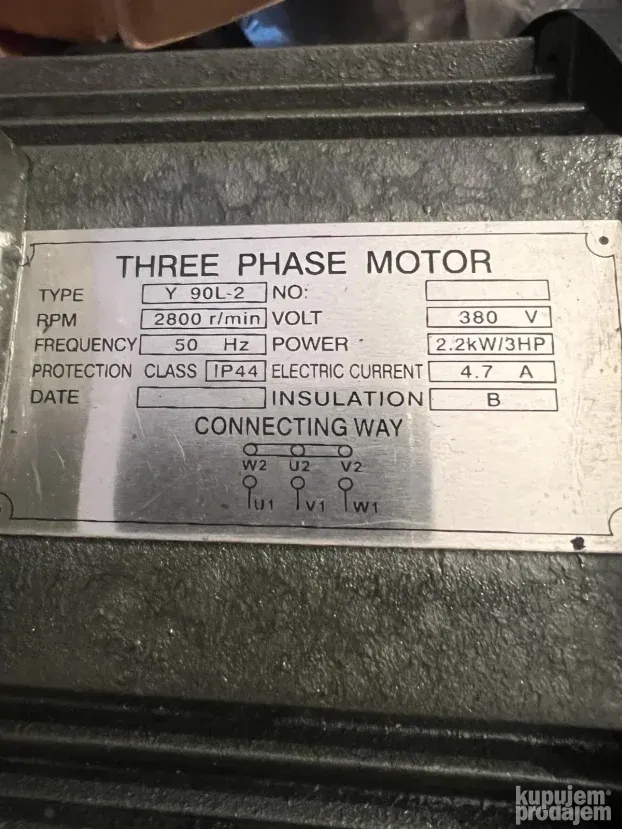 THREE PHASE MOTOR
TYPE Y 90L-2 NO:
RPM 2800 r/min VOLT 380 V
FREQUENCY 50 Hz POWER 2.2kW/3HP
PROTECTION CLASS IP44 ELECTRIC CURRENT 4.7 A
DATE INSULATION B
CONNECTING WAY
W2 U2 V2
U1 V1 W1
kupujem
prodajem